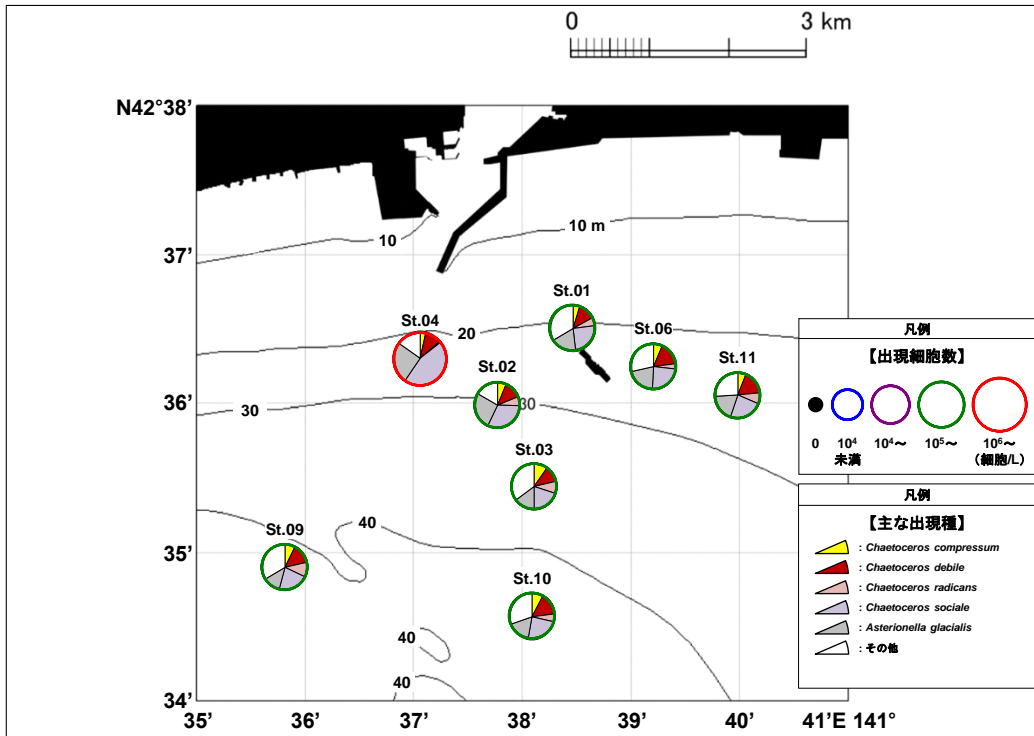 0 3 km
N42°38’
10 10 m
37’
St.01
St.04 20 St.06
St.02 St.11
36’ 30 30
St.03
St.09 40
35’
St.10
40
40
34’
35’ 36’ 37’ 38’ 39’ 40’ 41’E 141°
凡例
【出現細胞数】
0 10⁴ 10⁴～ 10⁵～ 10⁶～
未満 (細胞/L)
凡例
【主な出現種】
: Chaetoceros compressum
: Chaetoceros debile
: Chaetoceros radicans
: Chaetoceros sociale
: Asterionella glacialis
: その他